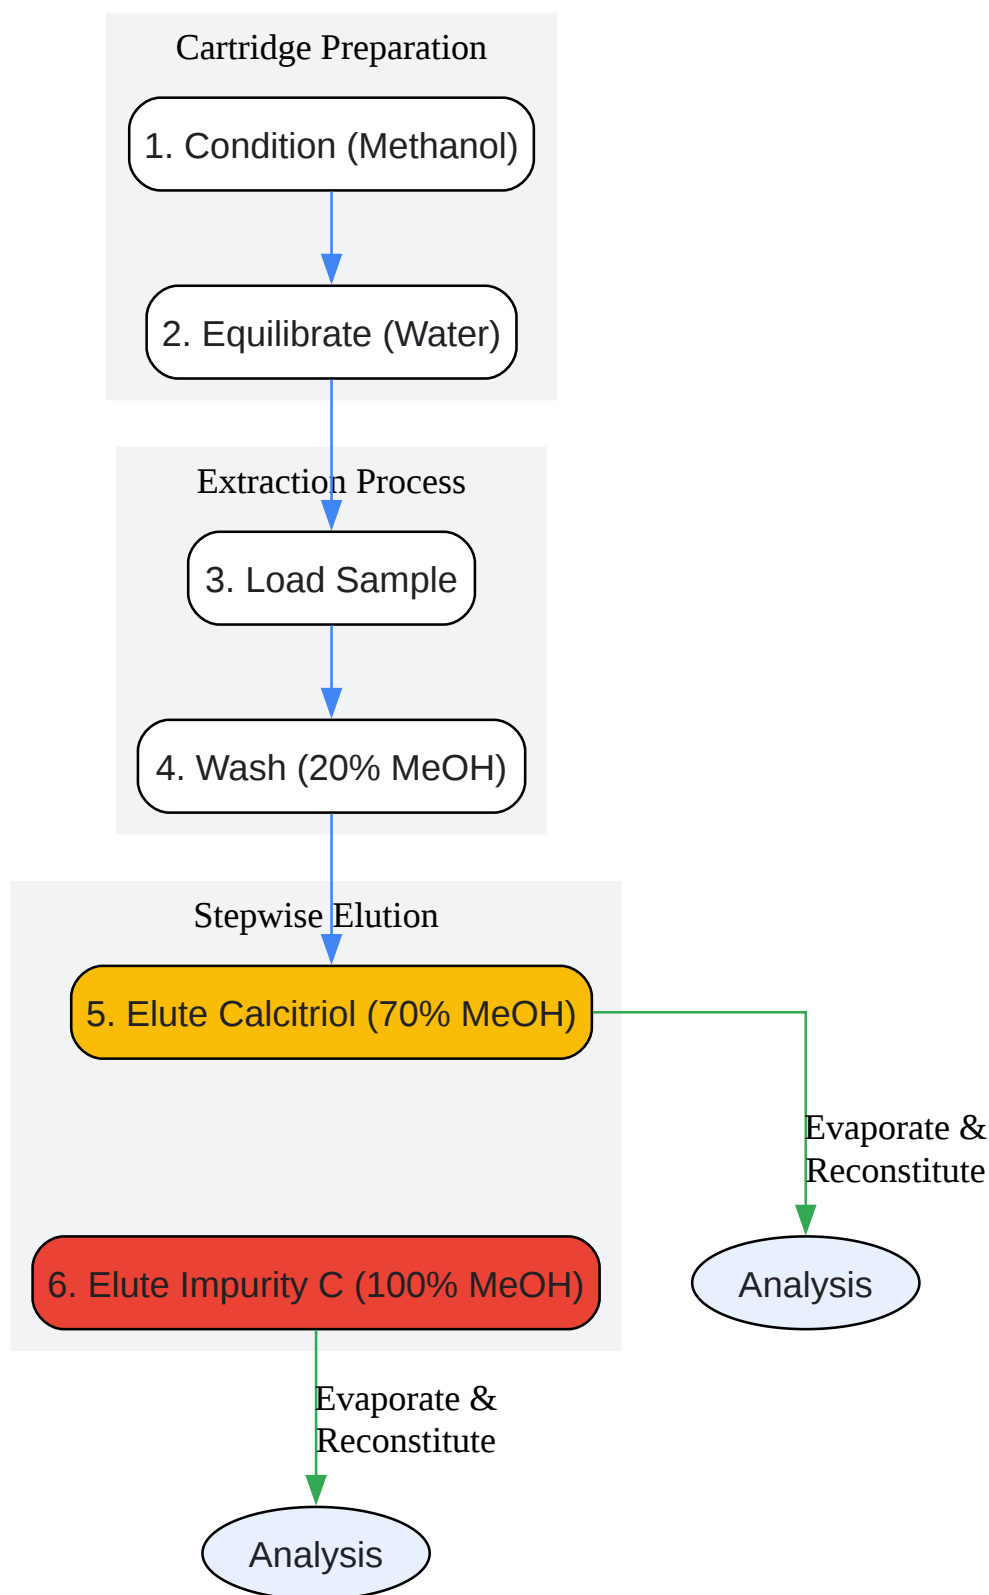 Cartridge Preparation
1. Condition (Methanol)
2. Equilibrate (Water)
Extraction Process
3. Load Sample
4. Wash (20% MeOH)
Stepwise Elution
5. Elute Calcitriol (70% MeOH)
Evaporate &
Reconstitute
Analysis
6. Elute Impurity C (100% MeOH)
Evaporate &
Reconstitute
Analysis